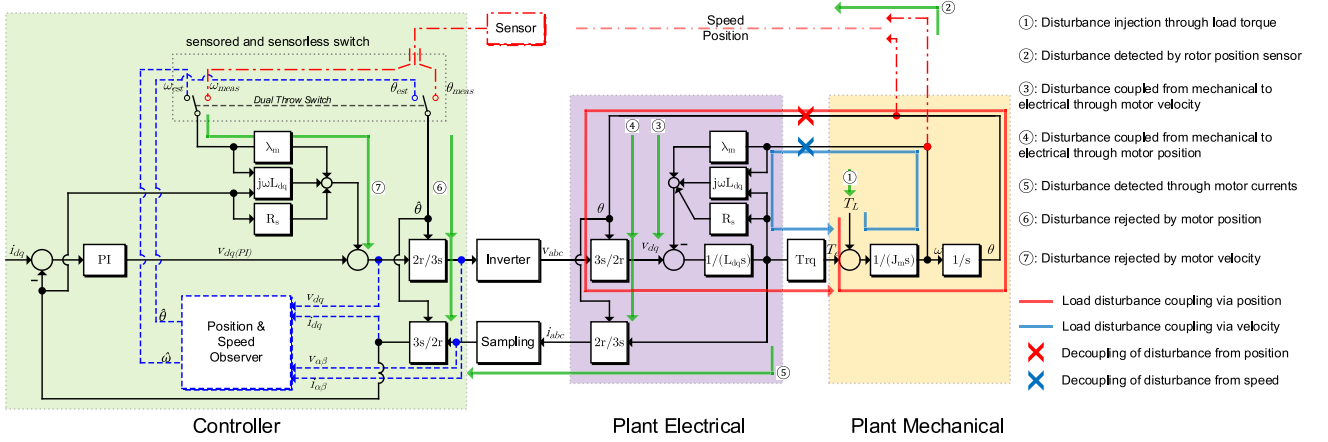 sensored and sensorless switch
Sensor
Speed
Position
②
ω_est
ω_meas
θ_est
θ_meas
Dual Throw Switch
λ_m
jωL_dq
R_s
⑦
⑥
θ̂
i_dq
PI
v_dq(PI)
2r/3s
Inverter
v_abc
3s/2r
Sampling
i_abc
θ̂
ω̂
Position &
Speed
Observer
v_dq
i_dq
v_αβ
i_αβ
④
③
λ_m
jωL_dq
R_s
θ
v_dq
3s/2r
1/(L_dq s)
2r/3s
Trq
①
T_L
1/(J_m s)
ω
1/s
θ
⑤
Controller
Plant Electrical
Plant Mechanical
①: Disturbance injection through load torque
②: Disturbance detected by rotor position sensor
③: Disturbance coupled from mechanical to
electrical through motor velocity
④: Disturbance coupled from mechanical to
electrical through motor position
⑤: Disturbance detected through motor currents
⑥: Disturbance rejected by motor position
⑦: Disturbance rejected by motor velocity
Load disturbance coupling via position
Load disturbance coupling via velocity
Decoupling of disturbance from position
Decoupling of disturbance from speed